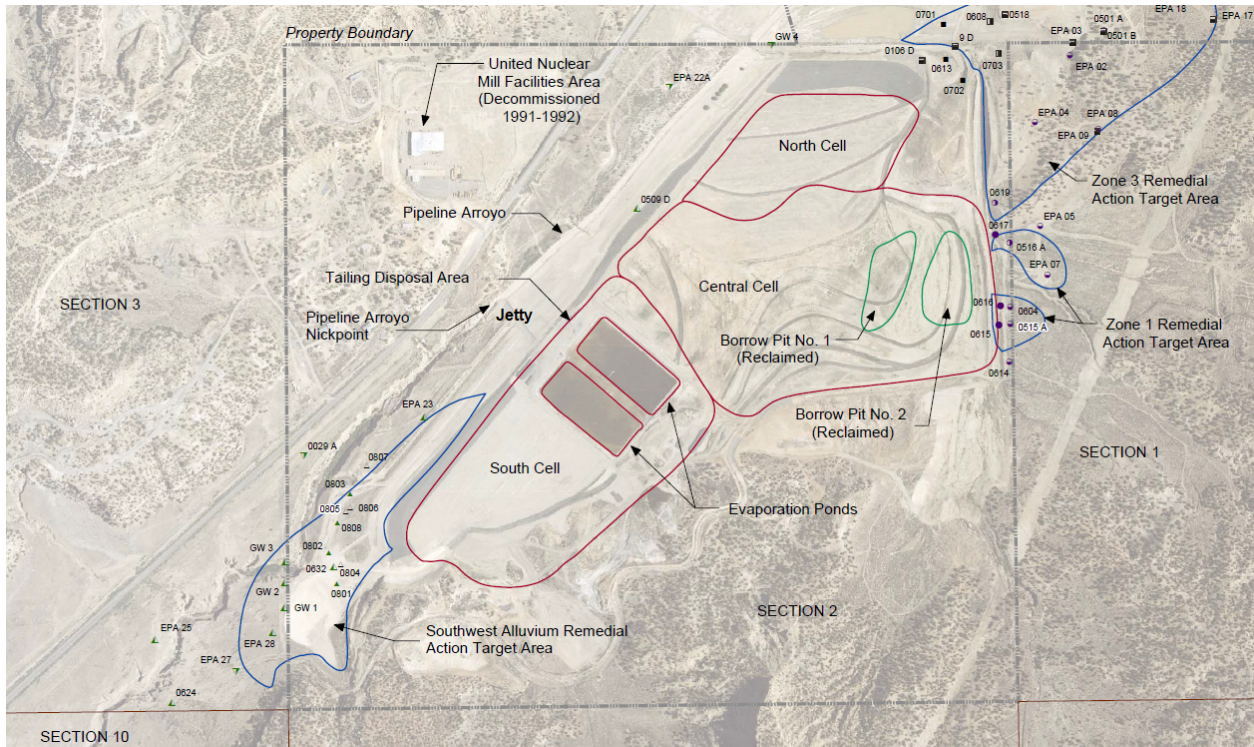 EPA 18
EPA 17
0701
0608
0518
Property Boundary
GW 4
9 D
EPA 03
0501 A
0501 B
0106 D
0613
0703
EPA 02
0702
United Nuclear
Mill Facilities Area
(Decommissioned
1991-1992)
EPA 22A
EPA 04
EPA 08
EPA 09
North Cell
Zone 3 Remedial
Action Target Area
0619
Pipeline Arroyo
0509 D
0617
EPA 05
0516 A
EPA 07
Tailing Disposal Area
SECTION 3
Central Cell
Pipeline Arroyo
Nickpoint
Jetty
0616
0604
0615
0515 A
Zone 1 Remedial
Action Target Area
Borrow Pit No. 1
(Reclaimed)
0614
EPA 23
Borrow Pit No. 2
(Reclaimed)
0029 A
0807
SECTION 1
South Cell
0803
0805
0806
0808
Evaporation Ponds
0802
GW 3
0632
0804
GW 2
0801
GW 1
SECTION 2
EPA 25
EPA 28
Southwest Alluvium Remedial
Action Target Area
EPA 27
0624
SECTION 10